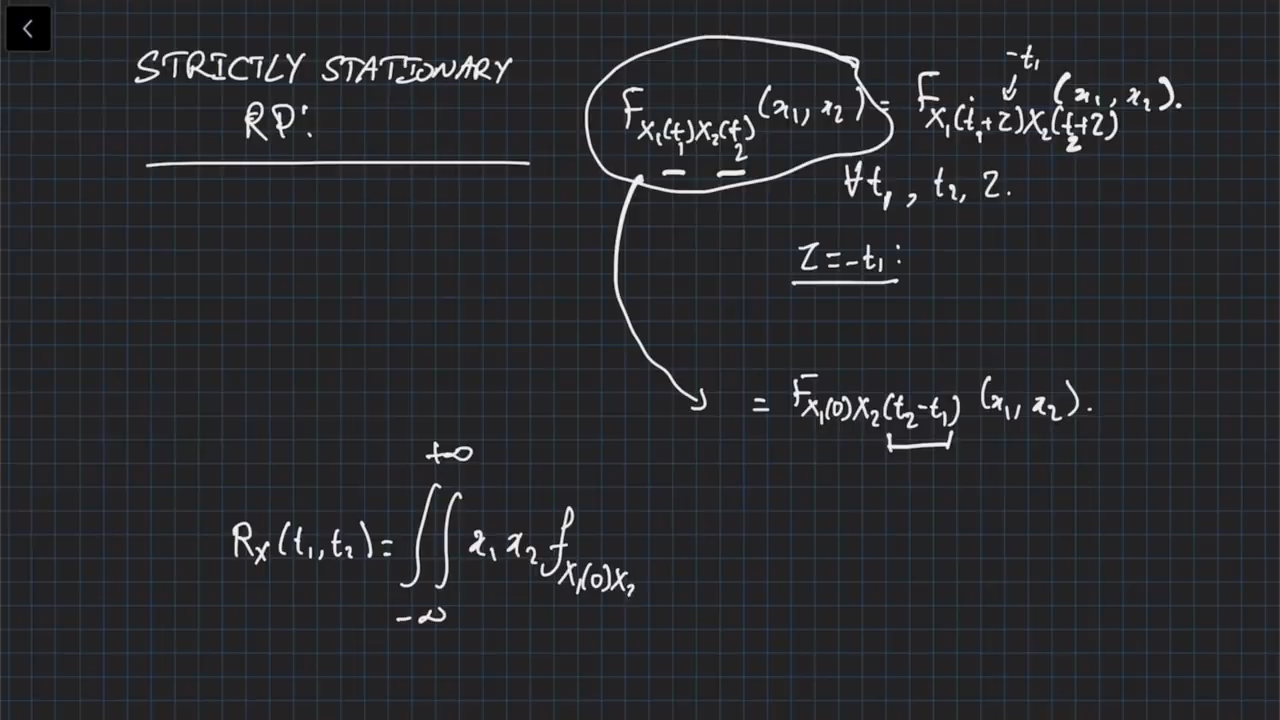 STRICTLY STATIONARY
RP:
F_{X_1(t_1)X_2(t_2)}(x_1, x_2) = F_{X_1(t_1+Z)X_2(t_2+Z)}(x_1, x_2).
-t_1
∀t_1, t_2, Z.
Z=-t_1:
= F_{X_1(0)X_2(t_2-t_1)}(x_1, x_2).
R_X(t_1,t_2) = ∫∫_{-∞}^{+∞} x_1 x_2 f_{X_1(0)X_2